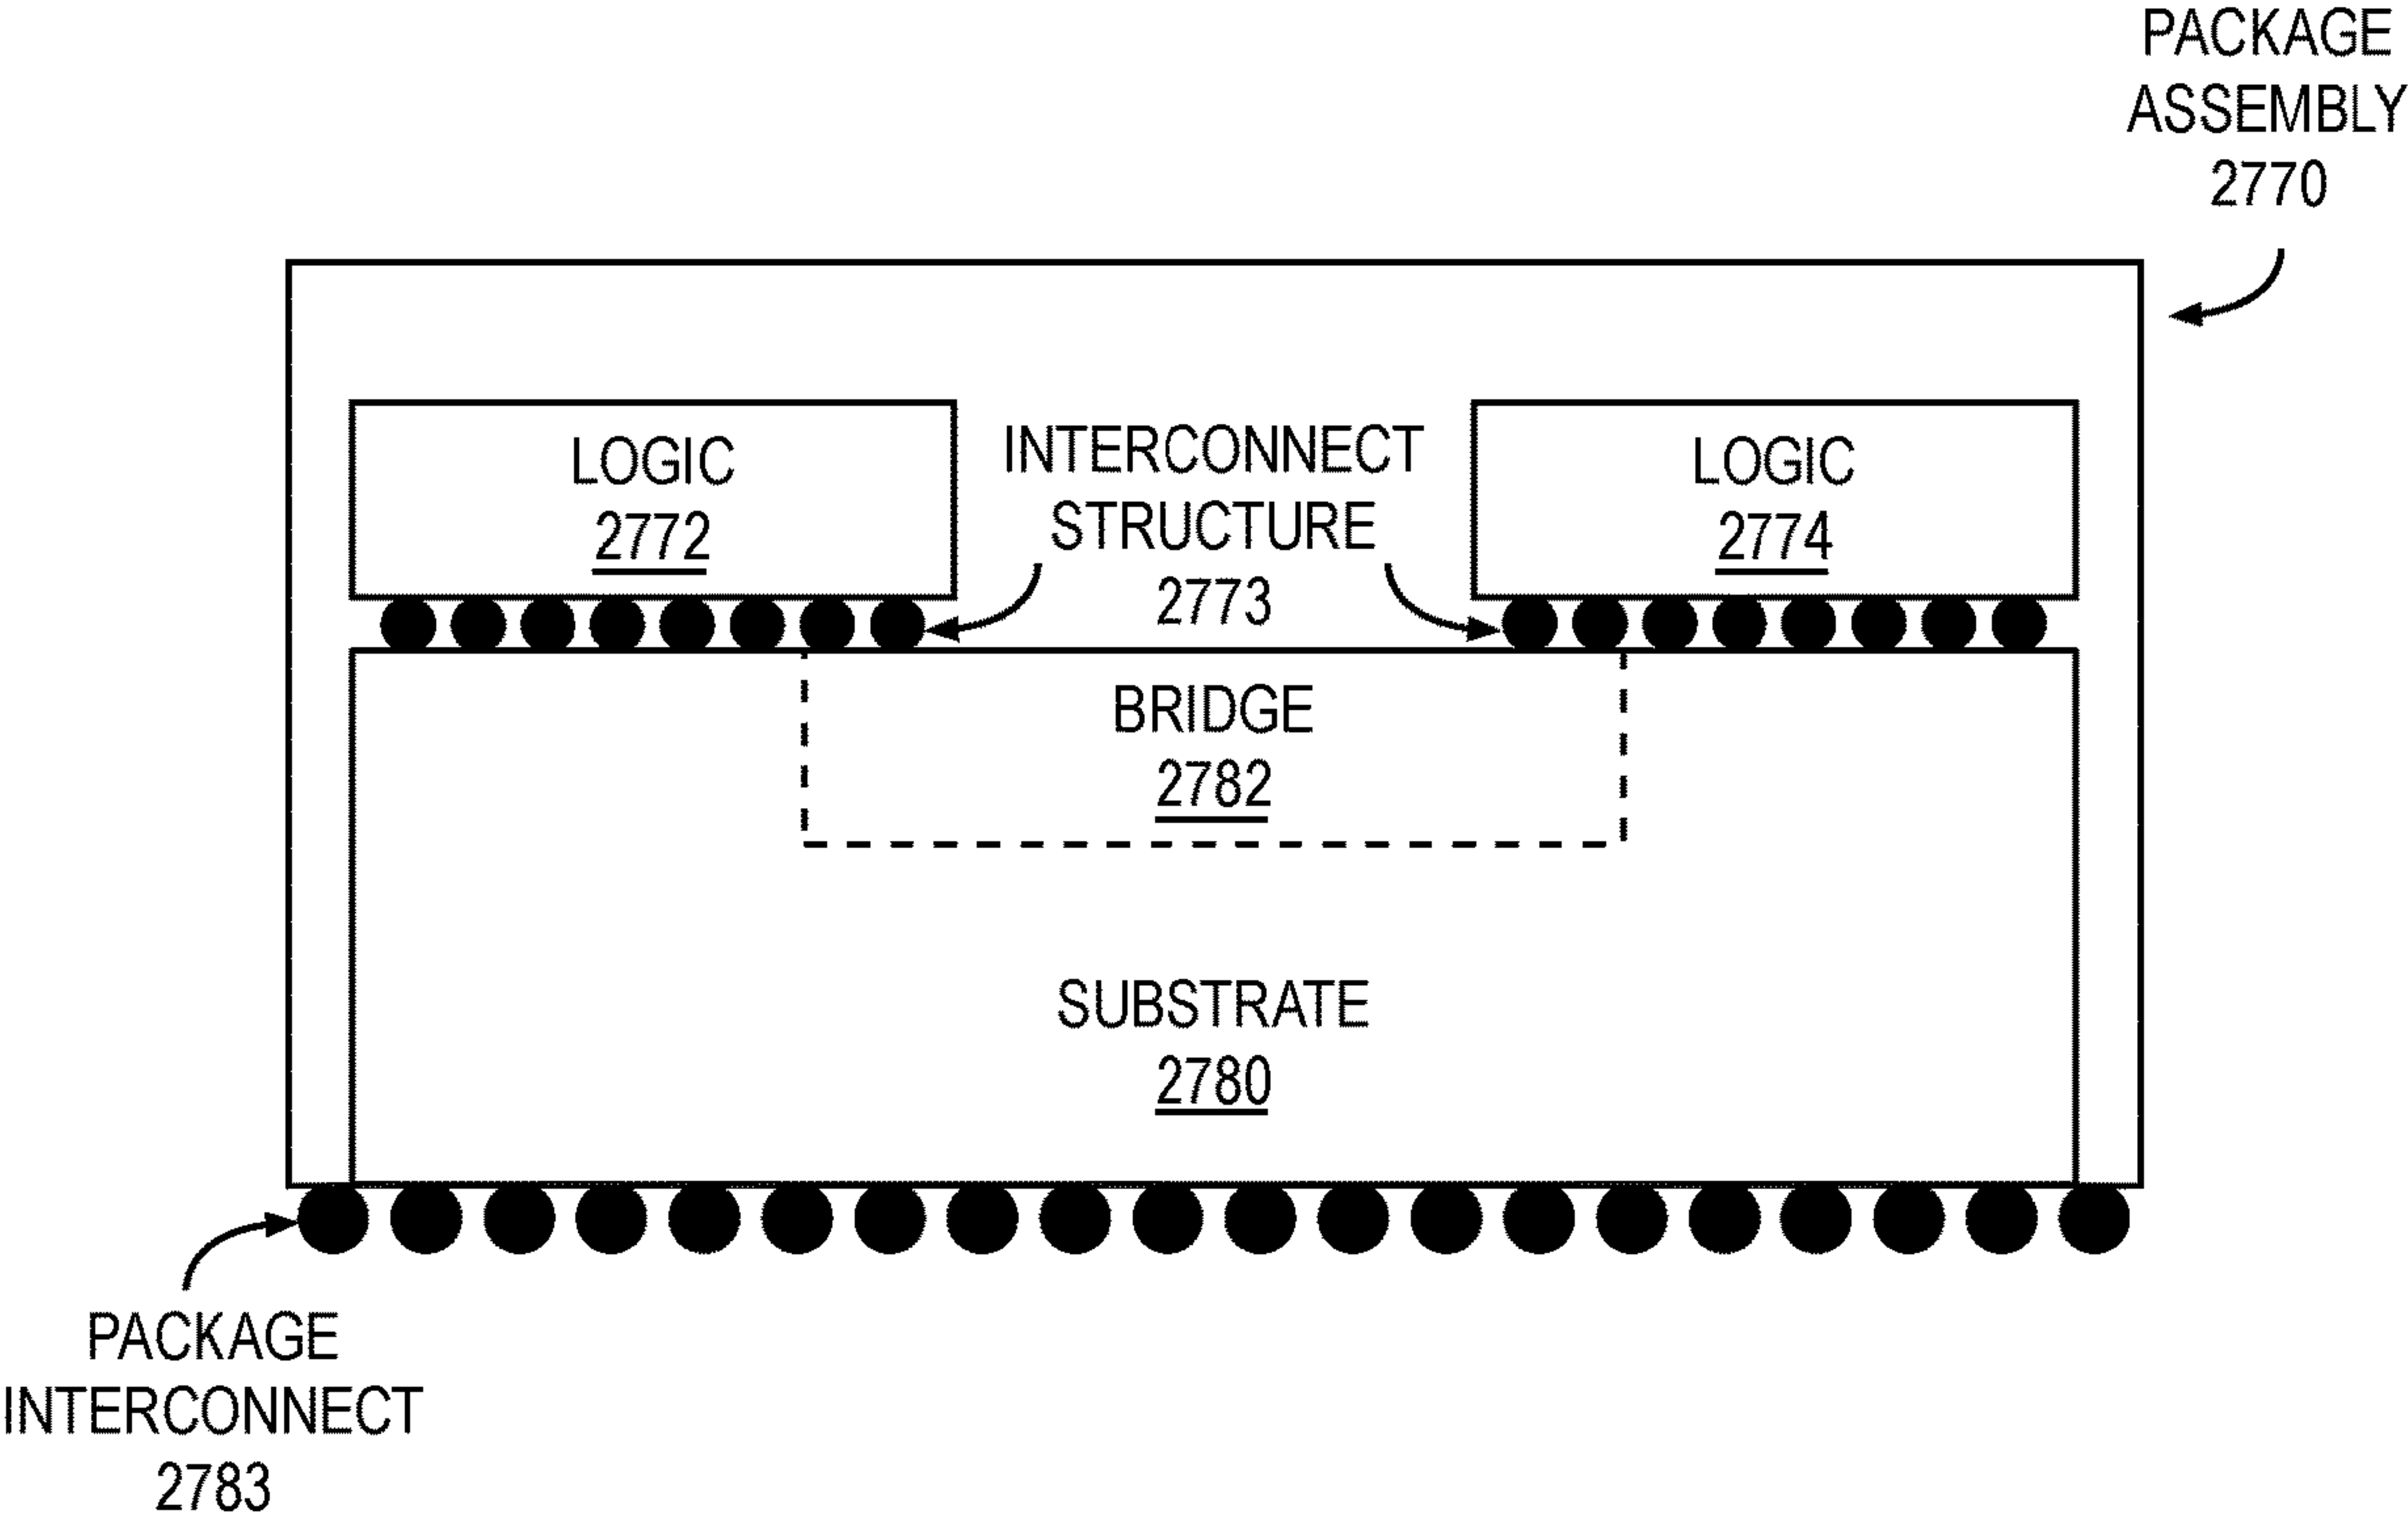 PACKAGE
ASSEMBLY
2770
LOGIC
2772
INTERCONNECT
STRUCTURE
2773
LOGIC
2774
BRIDGE
2782
SUBSTRATE
2780
PACKAGE
INTERCONNECT
2783